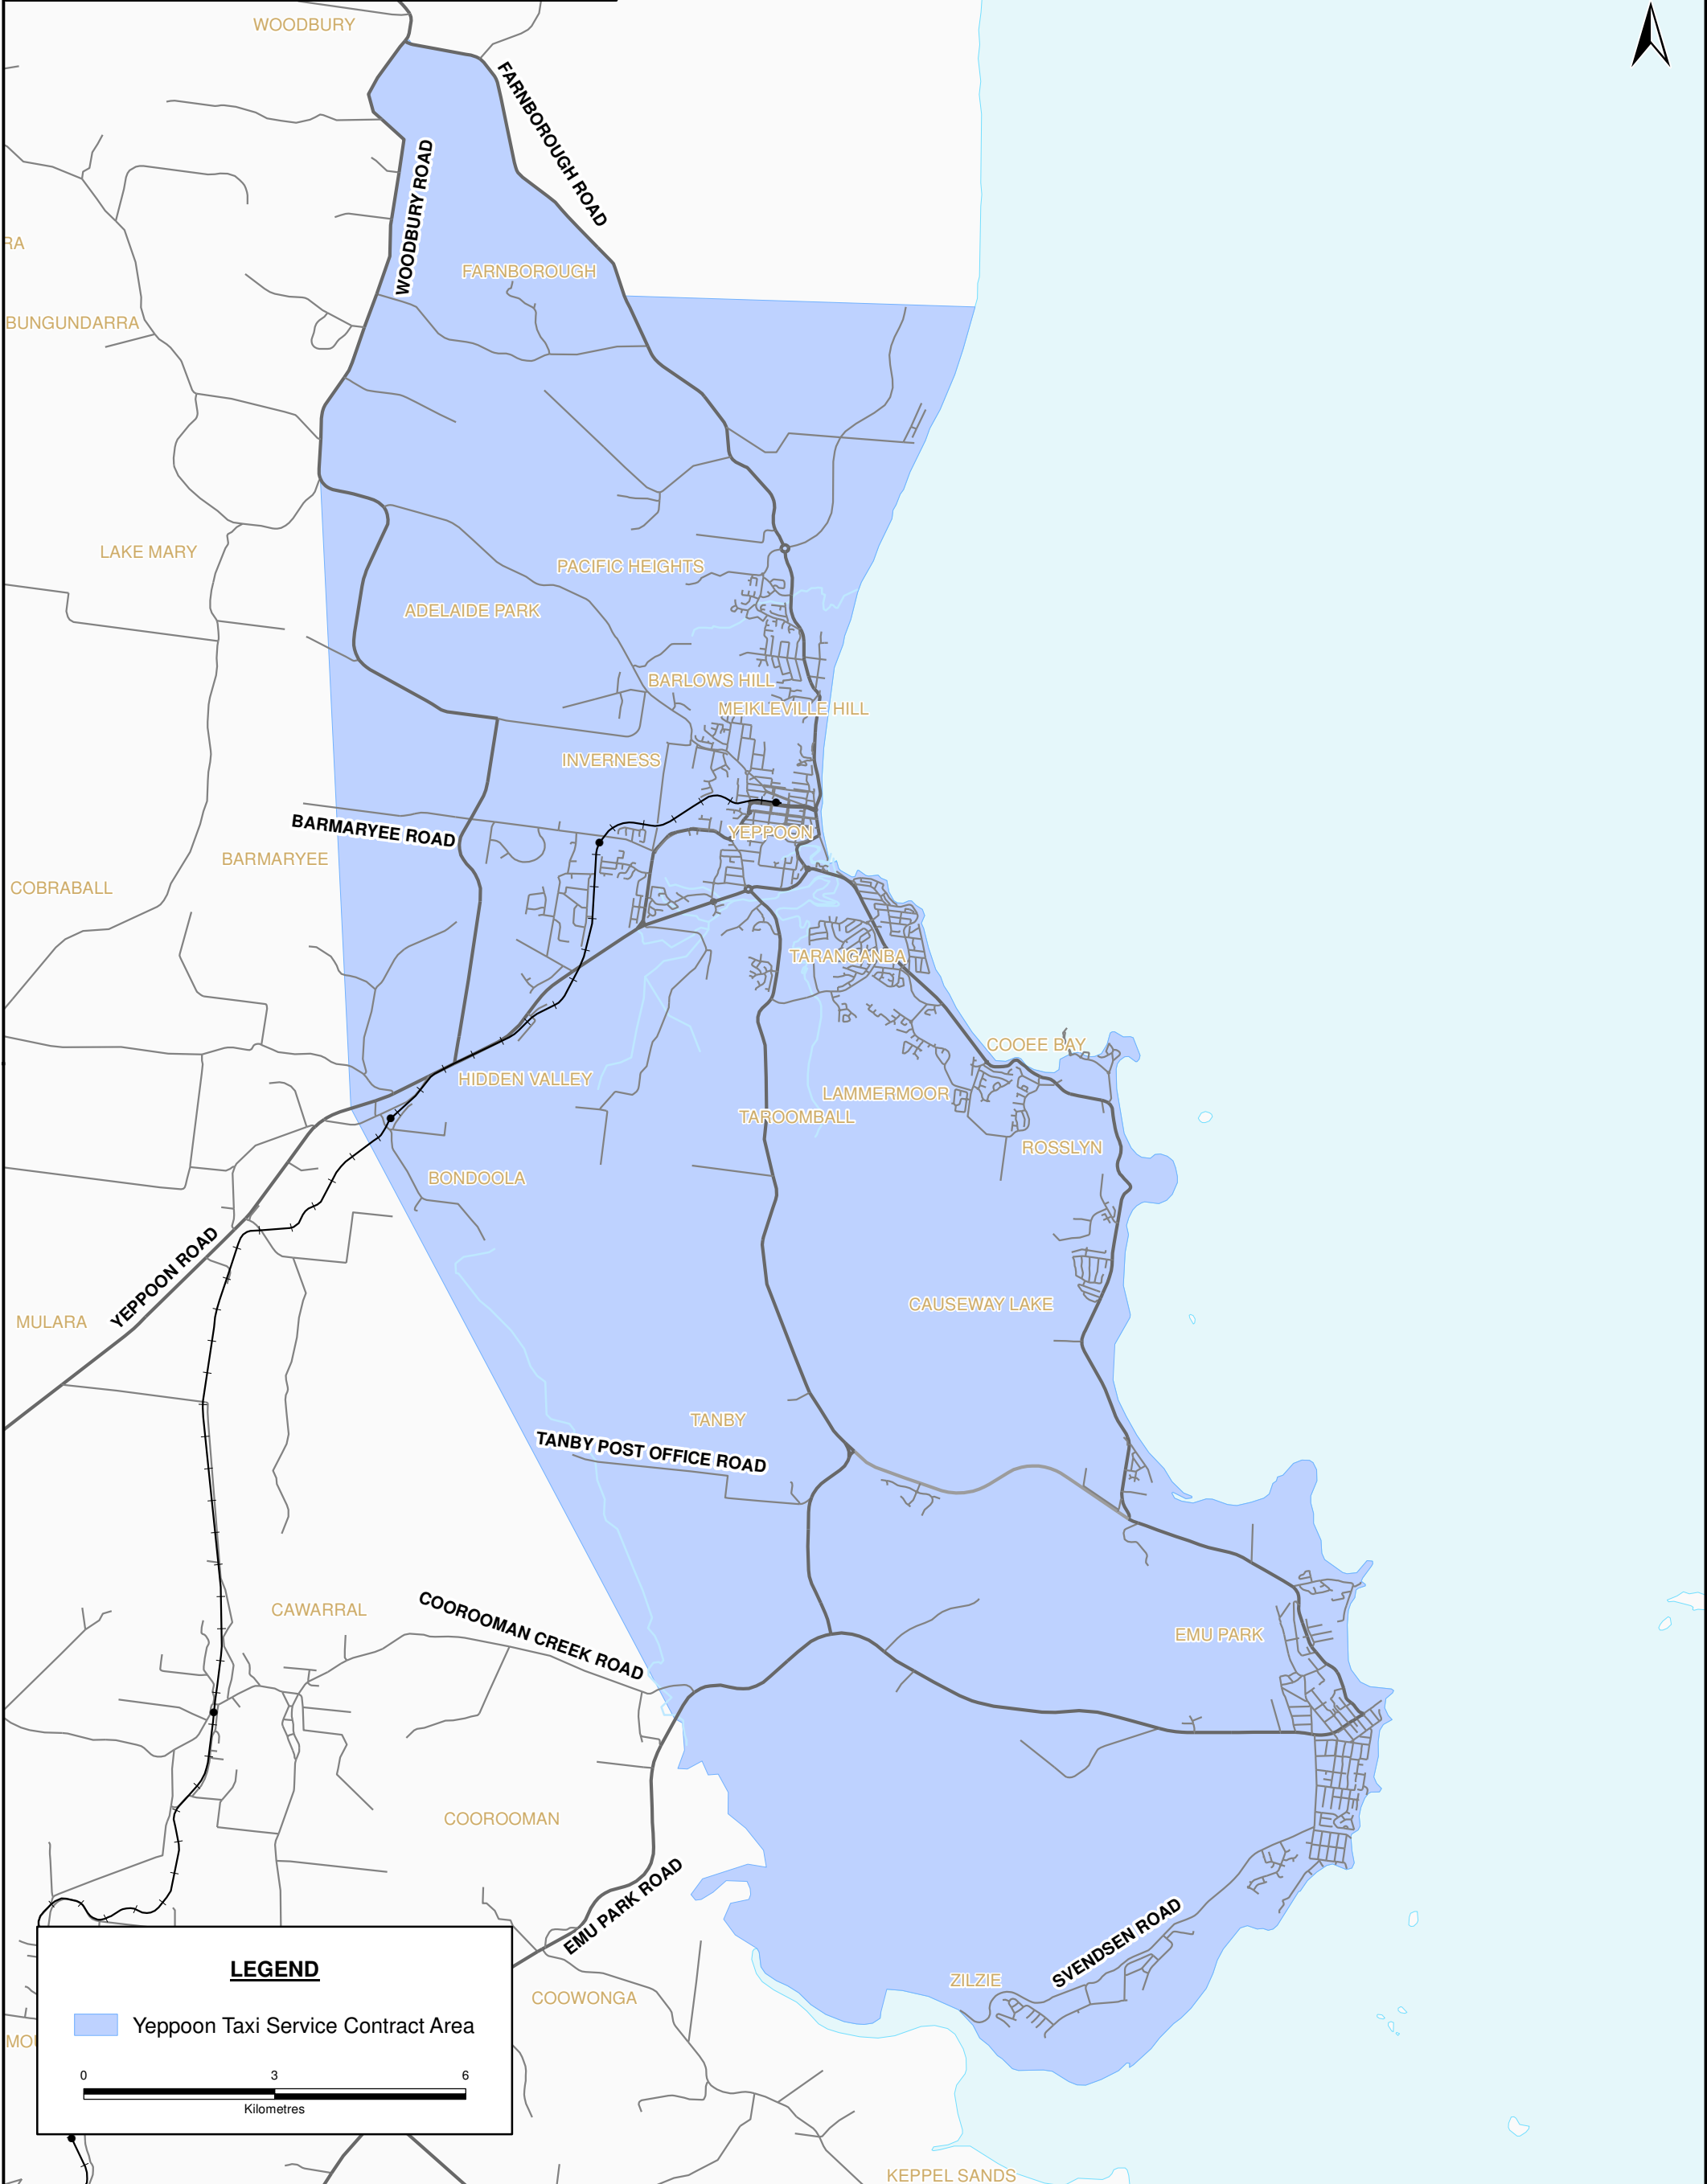 WOODBURY
FARNBOROUGH ROAD
WOODBURY ROAD
RA
FARNBOROUGH
BUNGUNDARRA
LAKE MARY
PACIFIC HEIGHTS
ADELAIDE PARK
BARLOWS HILL
MEIKLEVILLE HILL
INVERNESS
BARMARYEE ROAD
YEPPOON
BARMARYEE
COBRABALL
TARANGANBA
COOEE BAY
HIDDEN VALLEY
LAMMERMOOR
TAROOMBALL
ROSSLYN
BONDOOLA
YEPPOON ROAD
CAUSEWAY LAKE
MULARA
TANBY
TANBY POST OFFICE ROAD
CAWARRAL
COOROOMAN CREEK ROAD
EMU PARK
COOROOMAN
EMU PARK ROAD
SVENDSEN ROAD
ZILZIE
COOWONGA
LEGEND
Yeppoon Taxi Service Contract Area
MOU
0 3 6
Kilometres
KEPPEL SANDS